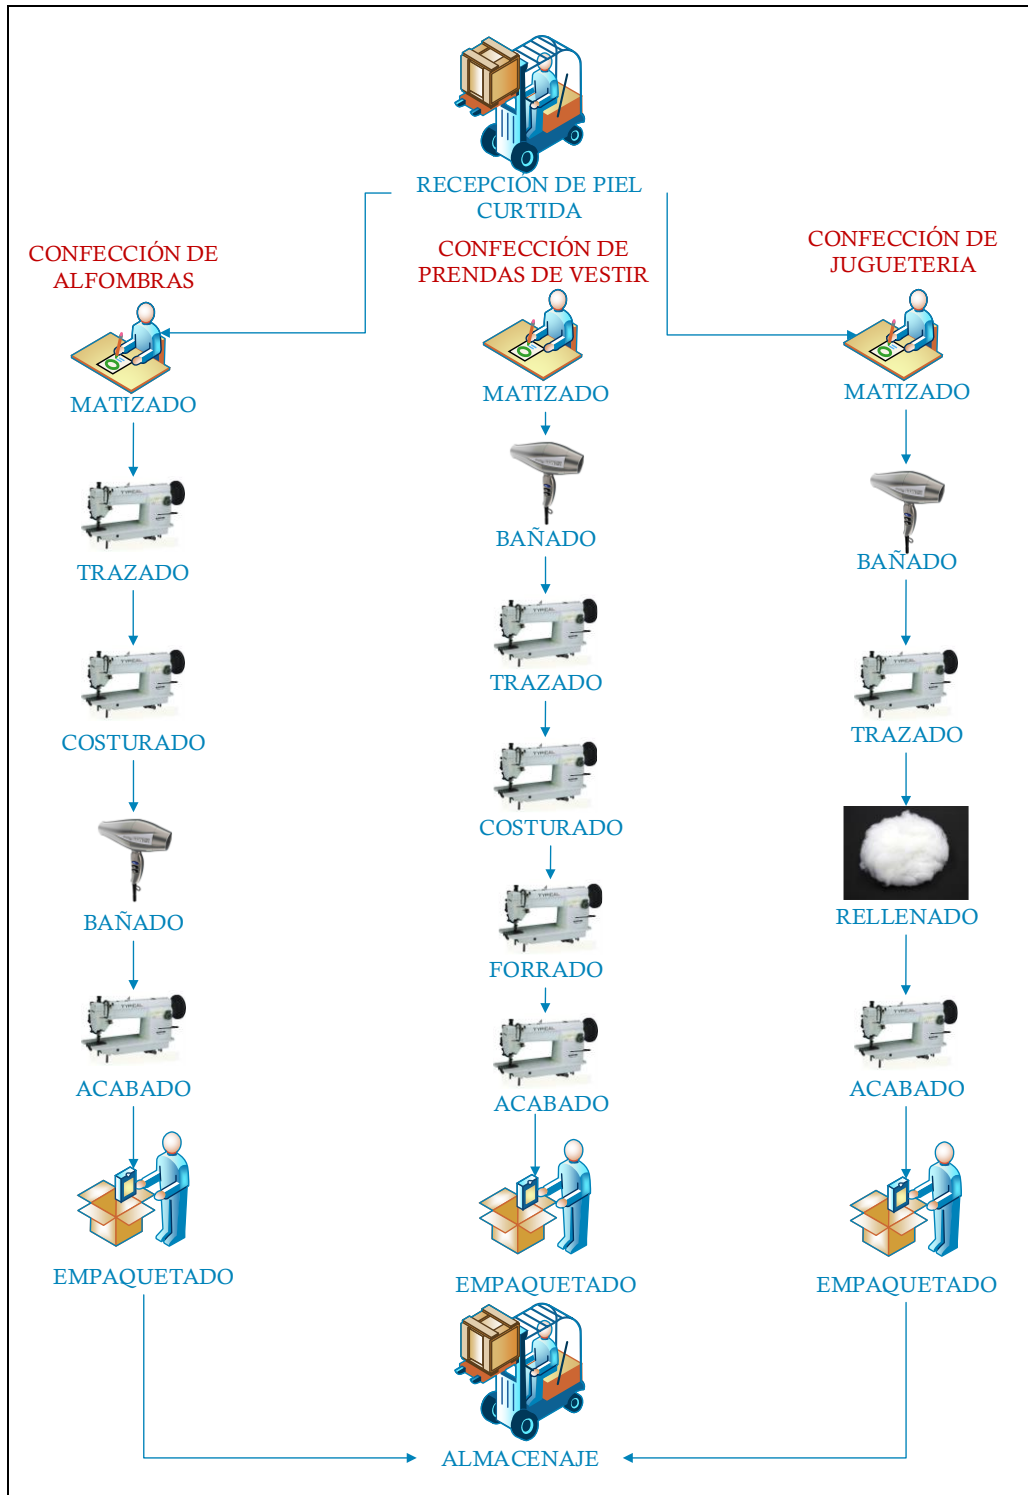 RECEPCIÓN DE PIEL
CURTIDA
CONFECCIÓN DE
ALFOMBRAS
MATIZADO
TRAZADO
COSTURADO
BAÑADO
ACABADO
EMPAQUETADO
CONFECCIÓN DE
PRENDAS DE VESTIR
MATIZADO
BAÑADO
TRAZADO
COSTURADO
FORRADO
ACABADO
EMPAQUETADO
CONFECCIÓN DE
JUGUETERIA
MATIZADO
BAÑADO
TRAZADO
RELLENADO
ACABADO
EMPAQUETADO
ALMACENAJE